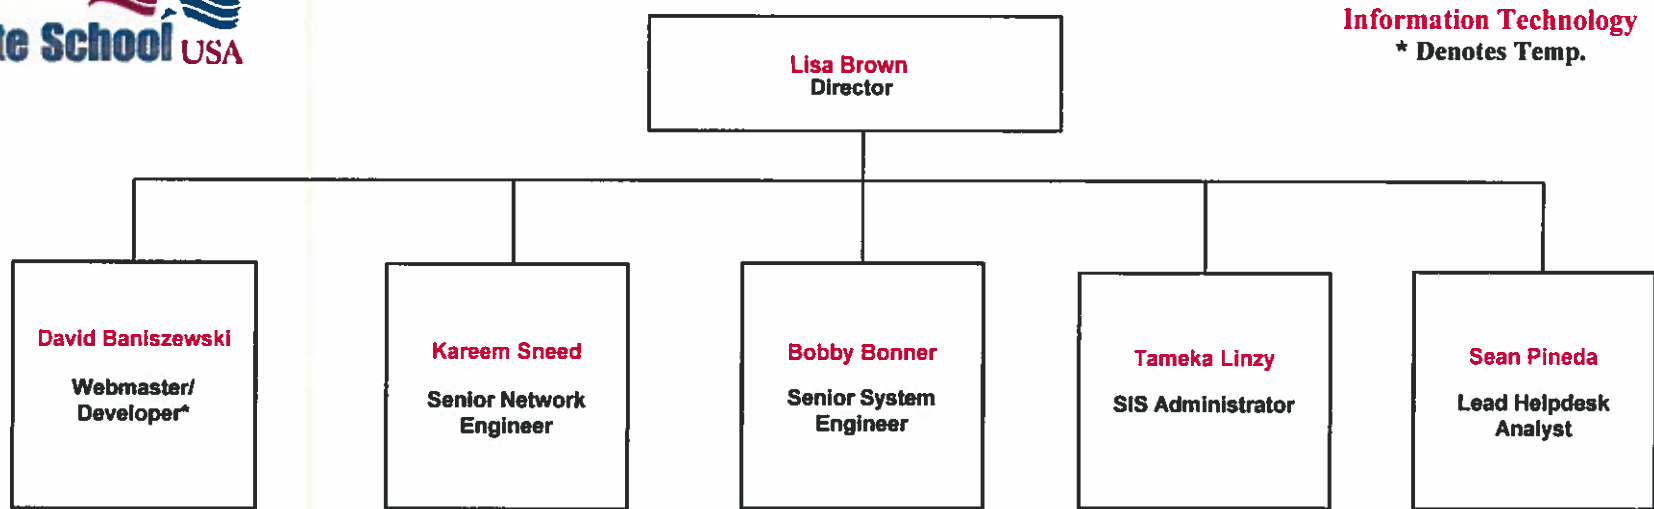 School USA
Information Technology
* Denotes Temp.
Lisa Brown
Director
David Baniszewski
Webmaster/
Developer*
Kareem Sneed
Senior Network
Engineer
Bobby Bonner
Senior System
Engineer
Tameka Linzy
SIS Administrator
Sean Pineda
Lead Helpdesk
Analyst